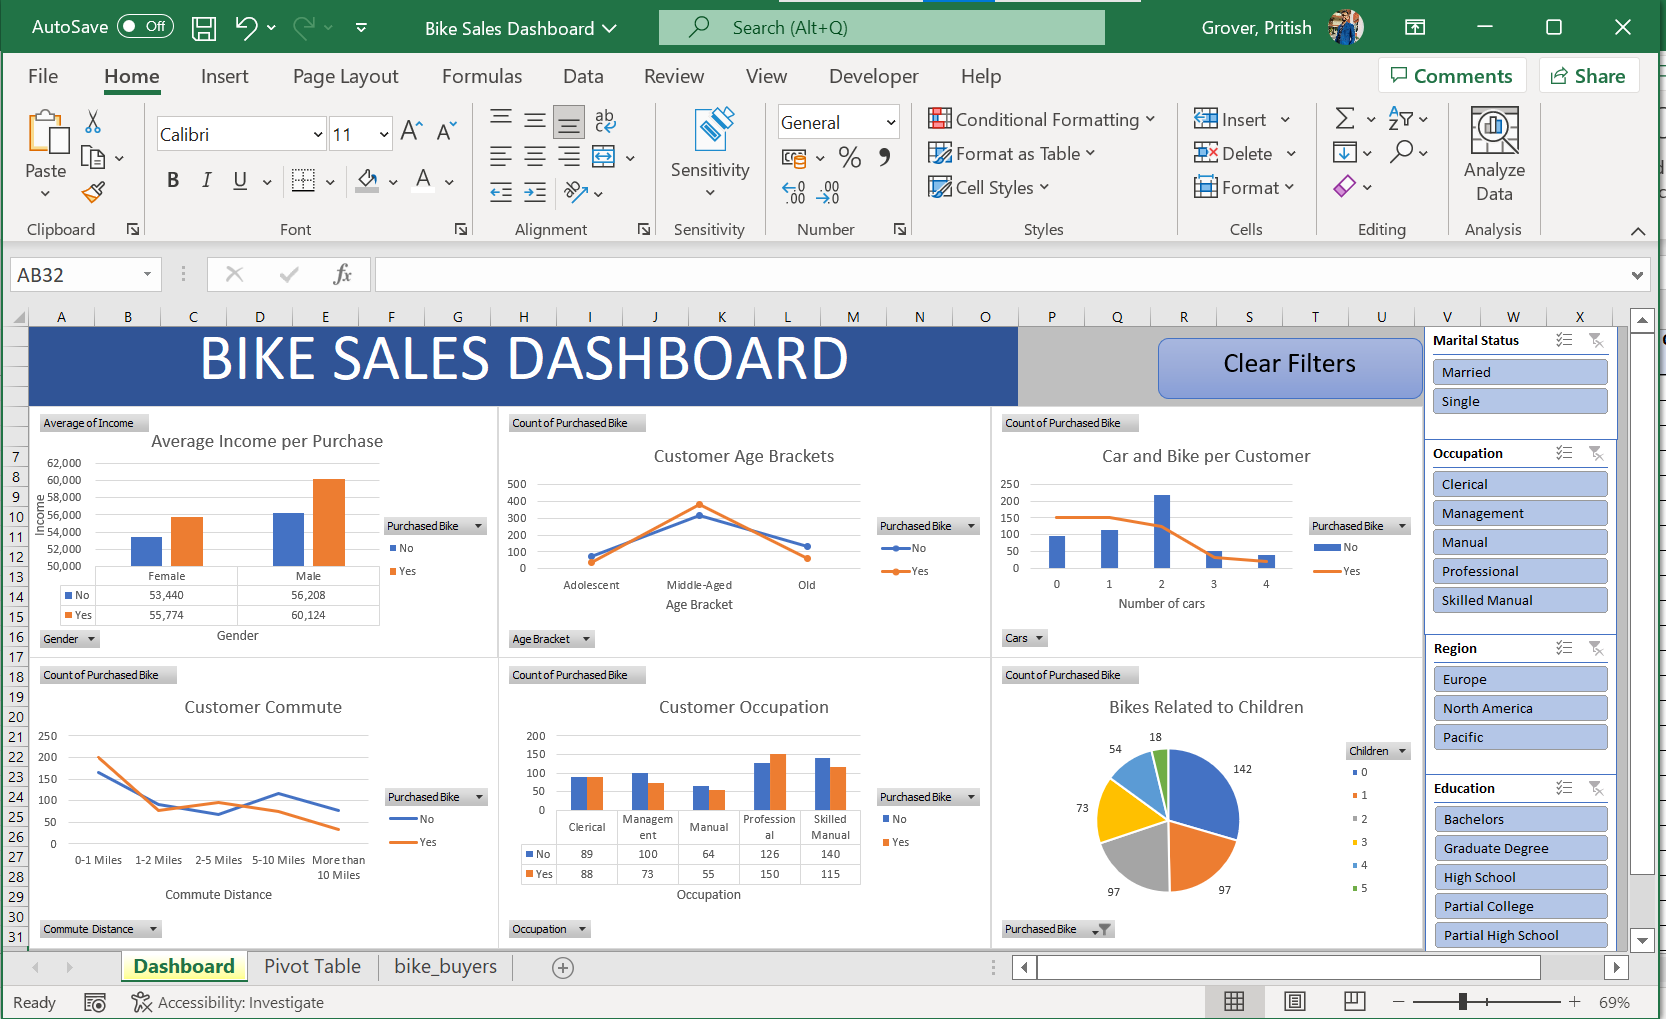 AutoSave Off Bike Sales Dashboard Search (Alt+Q) Grover, Pritish
File Home Insert Page Layout Formulas Data Review View Developer Help Comments Share
Paste
Clipboard
Calibri 11
B I U
Font
ab
c
Alignment
Sensitivity
Sensitivity
General
% 9
.00 .00
Number
Conditional Formatting
Format as Table
Cell Styles
Styles
Insert
Delete
Format
Cells
Editing
Analyze
Data
Analysis
AB32 fx
A B C D E F G H I J K L M N O P Q R S T U V W X
7
8
9
10
11
12
13
14
15
16
17
18
19
20
21
22
23
24
25
26
27
28
29
30
31
BIKE SALES DASHBOARD
Clear Filters
Average of Income
Average Income per Purchase
62,000
60,000
58,000
56,000
54,000
52,000
50,000
Income
Female Male
No 53,440 56,208
Yes 55,774 60,124
Gender
Purchased Bike
No
Yes
Gender
Count of Purchased Bike
Customer Age Brackets
500
400
300
200
100
0
Adolescent Middle-Aged Old
Age Bracket
Purchased Bike
No
Yes
Age Bracket
Count of Purchased Bike
Car and Bike per Customer
250
200
150
100
50
0
0 1 2 3 4
Number of cars
Purchased Bike
No
Yes
Cars
Count of Purchased Bike
Customer Commute
250
200
150
100
50
0
0-1 Miles 1-2 Miles 2-5 Miles 5-10 Miles More than
10 Miles
Commute Distance
Purchased Bike
No
Yes
Commute Distance
Count of Purchased Bike
Customer Occupation
200
150
100
50
0
Clerical Managem
ent Manual Profession
al Skilled
Manual
No 89 100 64 126 140
Yes 88 73 55 150 115
Occupation
Purchased Bike
No
Yes
Occupation
Count of Purchased Bike
Bikes Related to Children
18
54
142
73
97
97
Children
0
1
2
3
4
5
Purchased Bike
Marital Status
Married
Single
Occupation
Clerical
Management
Manual
Professional
Skilled Manual
Region
Europe
North America
Pacific
Education
Bachelors
Graduate Degree
High School
Partial College
Partial High School
Dashboard Pivot Table bike_buyers
Ready Accessibility: Investigate 69%